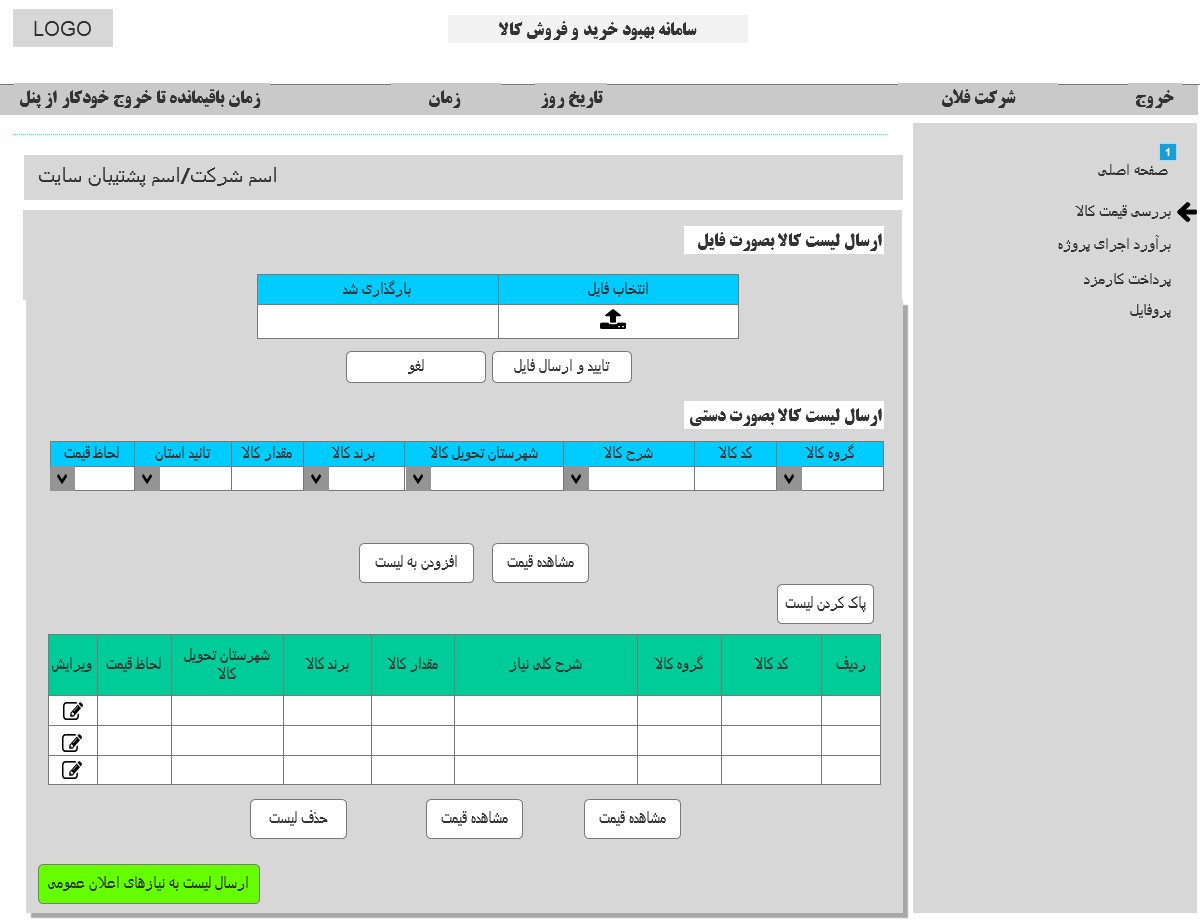 LOGO
سامانه بهبود خرید و فروش کالا
خروج
شرکت فلان
تاریخ روز
زمان
زمان باقیمانده تا خروج خودکار از پنل
1
صفحه اصلی
بررسی قیمت کالا
برآورد اجرای پروژه
پرداخت کارمزد
پروفایل
اسم شرکت/اسم پشتیبان سایت
ارسال لیست کالا بصورت فایل
انتخاب فایل
بارگذاری شد
تایید و ارسال فایل
لغو
ارسال لیست کالا بصورت دستی
گروه کالا
کد کالا
شرح کالا
شهرستان تحویل کالا
برند کالا
مقدار کالا
تائید استان
لحاظ قیمت
مشاهده قیمت
افزودن به لیست
پاک کردن لیست
ردیف
کد کالا
گروه کالا
شرح کلی نیاز
مقدار کالا
برند کالا
شهرستان تحویل
کالا
لحاظ قیمت
ویرایش
مشاهده قیمت
مشاهده قیمت
حذف لیست
ارسال لیست به نیازهای اعلان عمومی